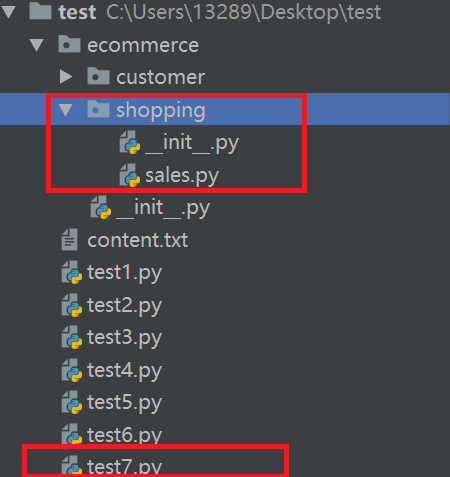 test C:\Users\13289\Desktop\test
ecommerce
customer
shopping
__init__.py
sales.py
__init__.py
content.txt
test1.py
test2.py
test3.py
test4.py
test5.py
test6.py
test7.py